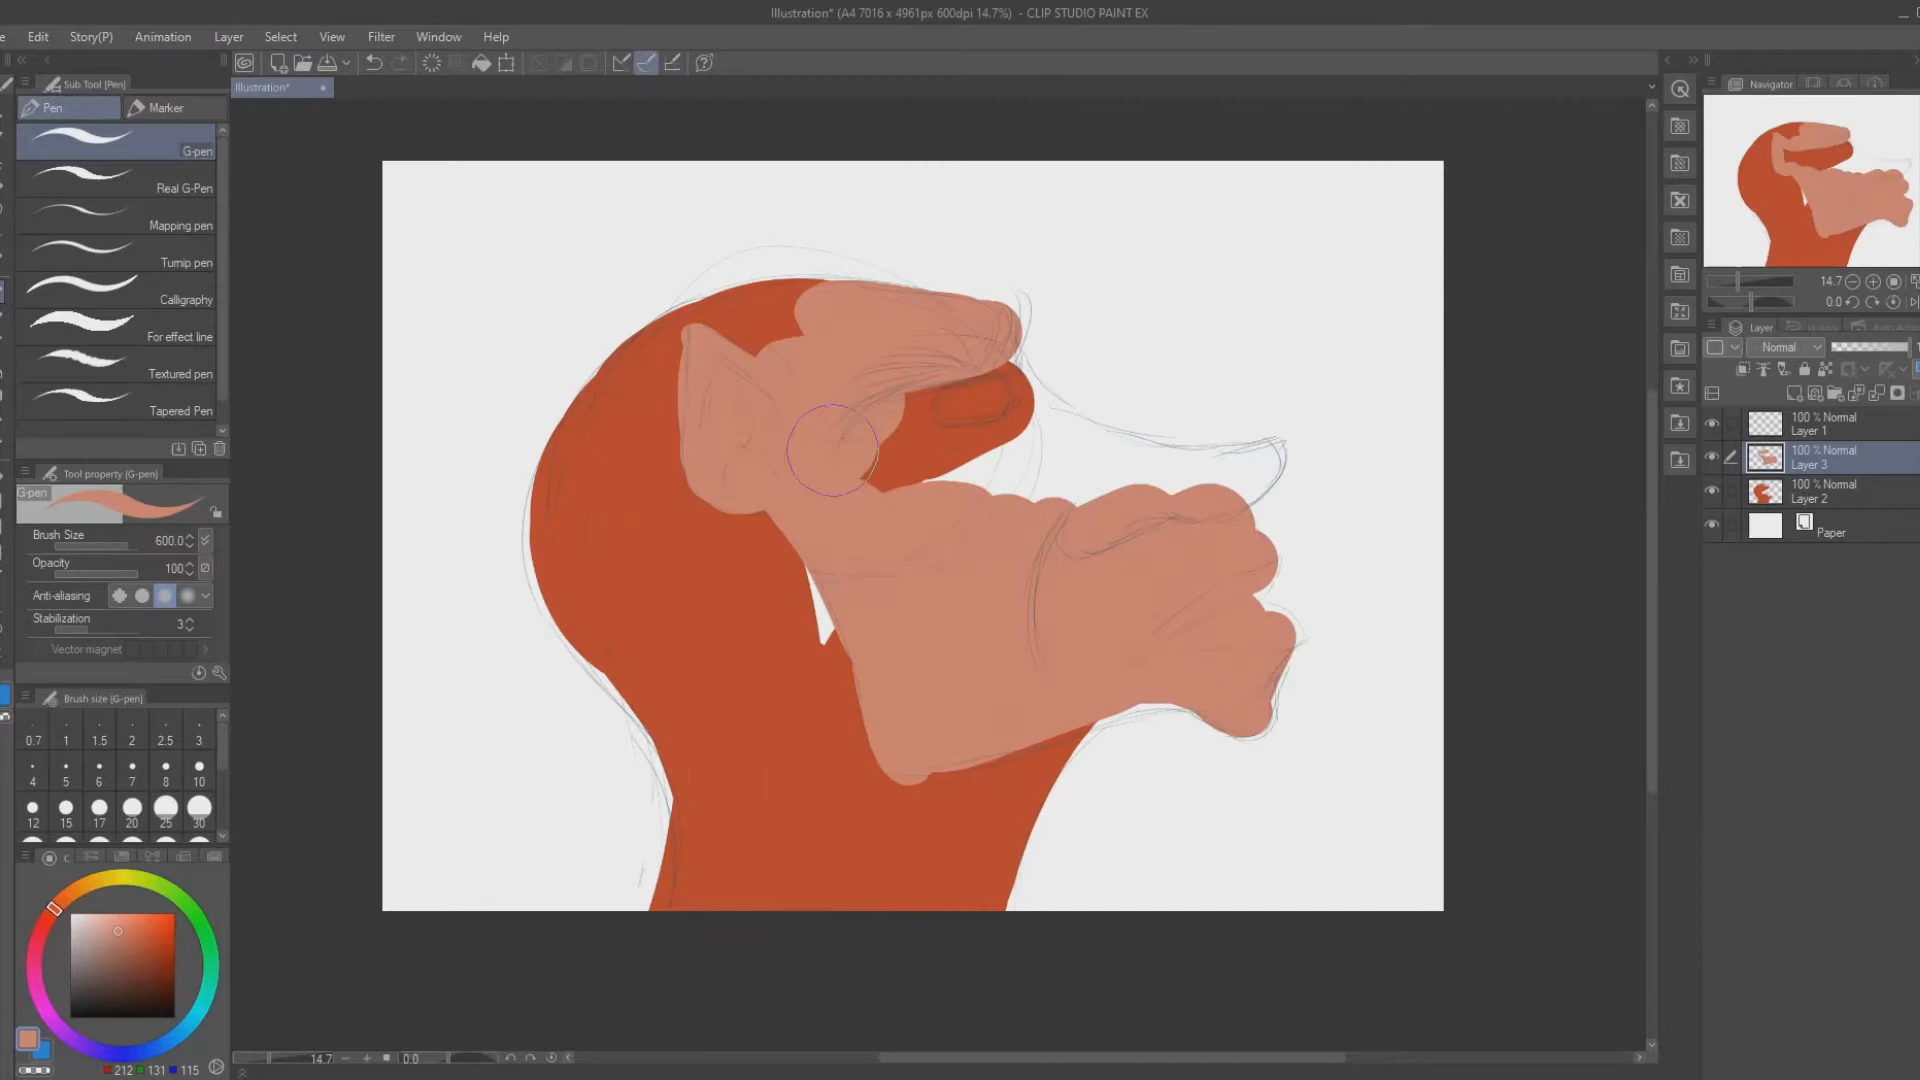 Illustration* (A4 7016 x 4961px 600dpi 14.7%) - CLIP STUDIO PAINT EX
e Edit Story(P) Animation Layer Select View Filter Window Help
Sub Tool [Pen]
Illustration*
Navigator
Pen Marker
G-pen
Real G-Pen
Mapping pen
Turnip pen
Calligraphy
For effect line
Textured pen
Tapered Pen
14.7
0.0
Layer
Normal
100 % Normal
Layer 1
100 % Normal
Layer 3
100 % Normal
Layer 2
Paper
Tool property [G-pen]
G-pen
Brush Size 600.0
Opacity 100
Anti-aliasing
Stabilization 3
Vector magnet
Brush size [G-pen]
0.7 1 1.5 2 2.5 3
4 5 6 7 8 10
12 15 17 20 25 30
C
14.7 0.0
212 131 115